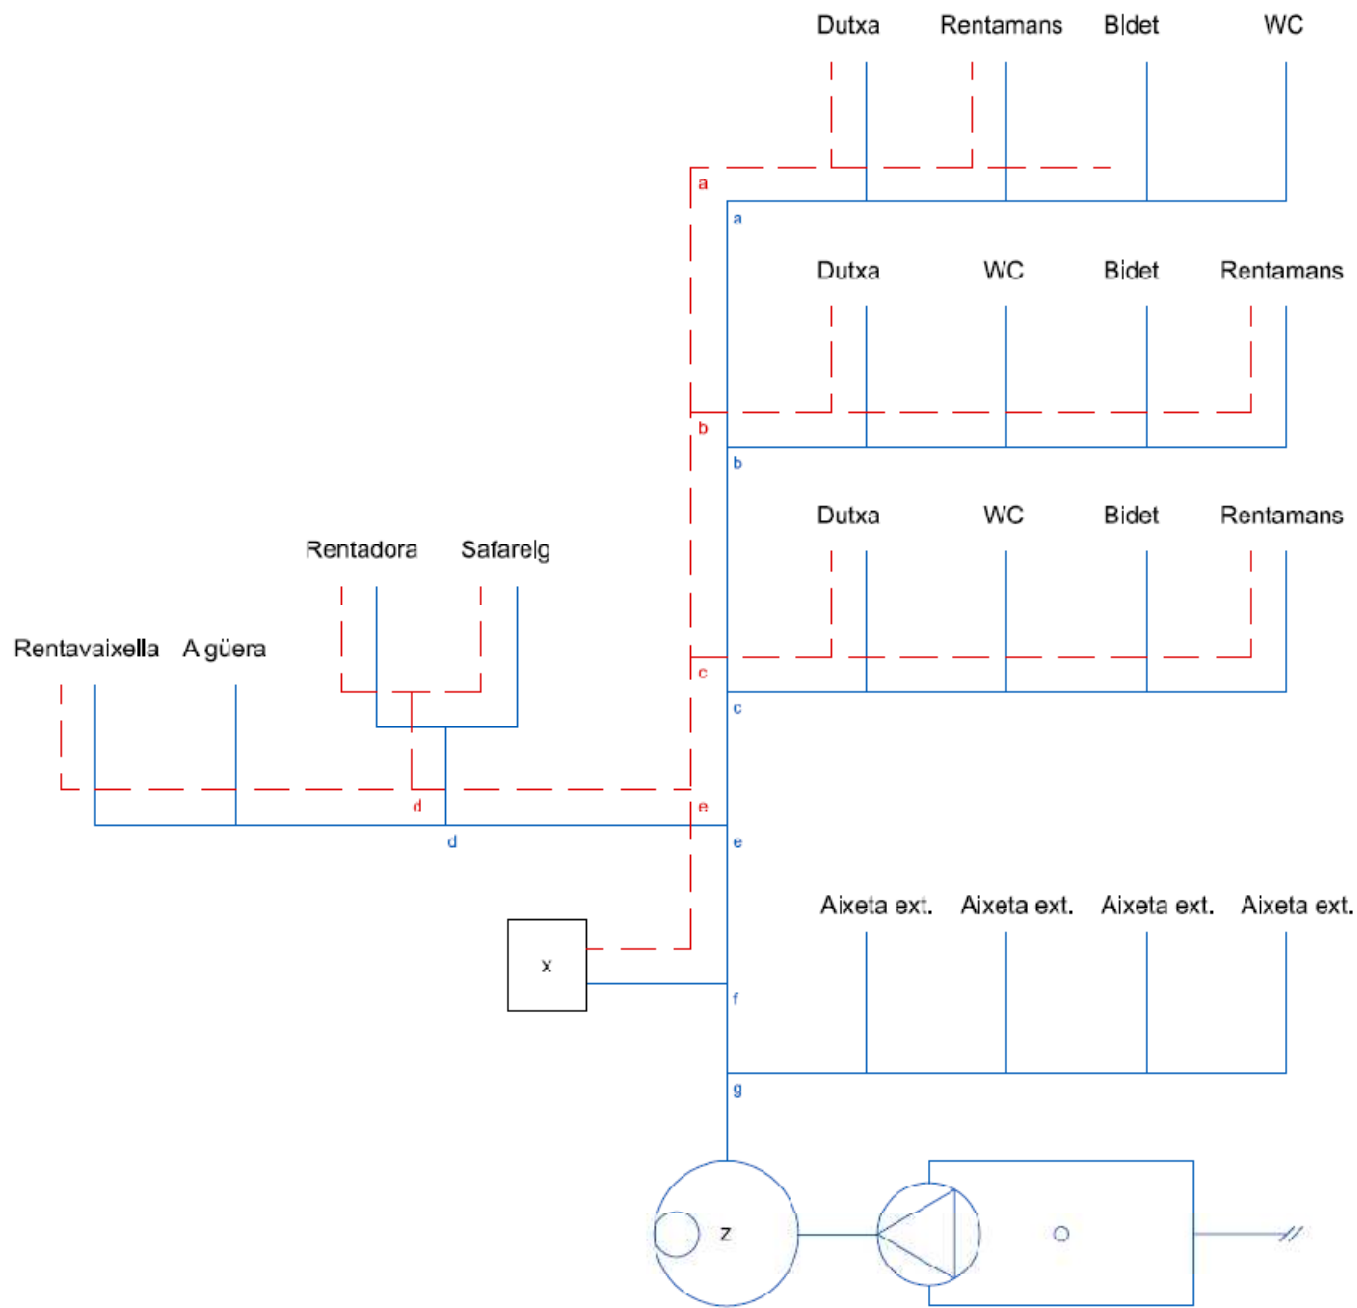 Dutxa Rentamans Bidet WC
a
a
Dutxa WC Bidet Rentamans
b
b
Dutxa WC Bidet Rentamans
Rentadora Safareig
Rentavaixella Aigüera
c
c
d e
d e
Aixeta ext. Aixeta ext. Aixeta ext. Aixeta ext.
x
f
g
z